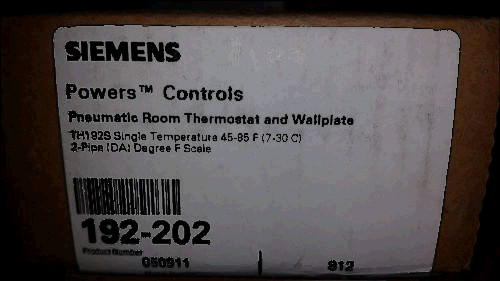 SIEMENS
Powers™ Controls
Pneumatic Room Thermostat and Wallplate
TH192S Single Temperature 45-85 F (7-30 C)
2-Pipe (DA) Degree F Scale
192-202
Product Number
050911 912